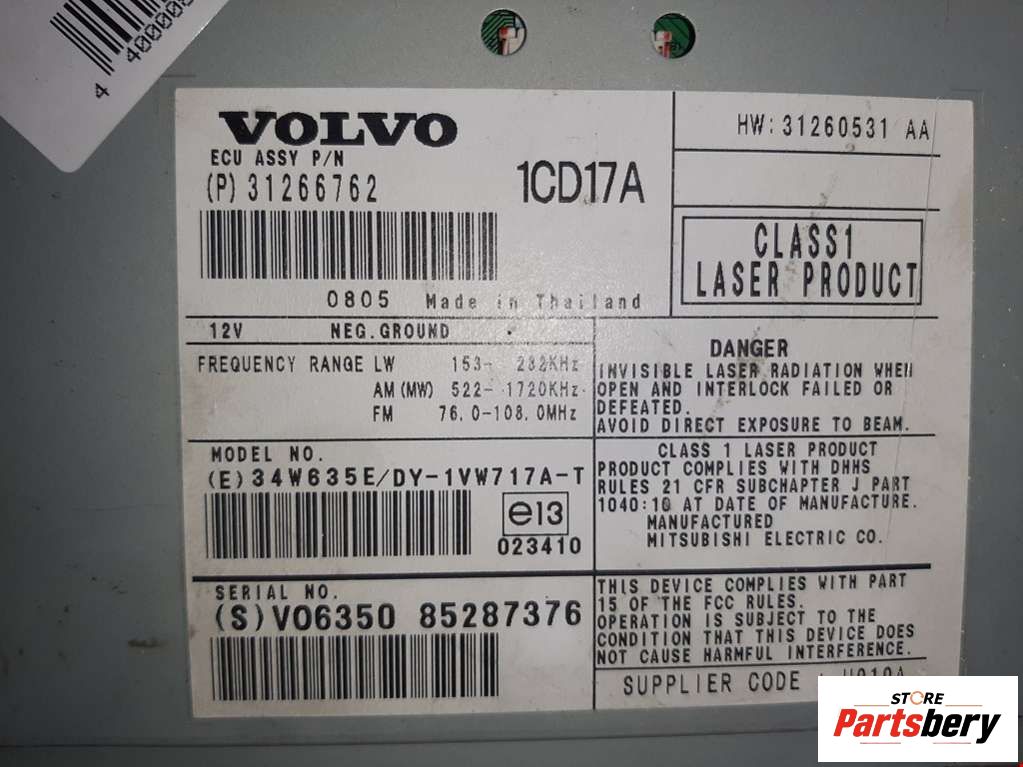 4 400000
VOLVO
ECU ASSY P/N
(P) 31266762
1CD17A
HW: 31260531 AA
CLASS1
LASER PRODUCT
0805 Made in Thailand
12V NEG.GROUND
FREQUENCY RANGE LW 153- 282KHz
AM (MW) 522- 1720KHz
FM 76.0-108.0MHz
DANGER
INVISIBLE LASER RADIATION WHEN
OPEN AND INTERLOCK FAILED OR
DEFEATED.
AVOID DIRECT EXPOSURE TO BEAM.
MODEL NO.
(E) 34W635E/DY-1VW717A-T
e13
023410
CLASS 1 LASER PRODUCT
PRODUCT COMPLIES WITH DHHS
RULES 21 CFR SUBCHAPTER J PART
1040:10 AT DATE OF MANUFACTURE.
MANUFACTURED
MITSUBISHI ELECTRIC CO.
SERIAL NO.
(S) VO6350 85287376
THIS DEVICE COMPLIES WITH PART
15 OF THE FCC RULES.
OPERATION IS SUBJECT TO THE
CONDITION THAT THIS DEVICE DOES
NOT CAUSE HARMFUL INTERFERENCE.
SUPPLIER CODE :
STORE
Partsbery